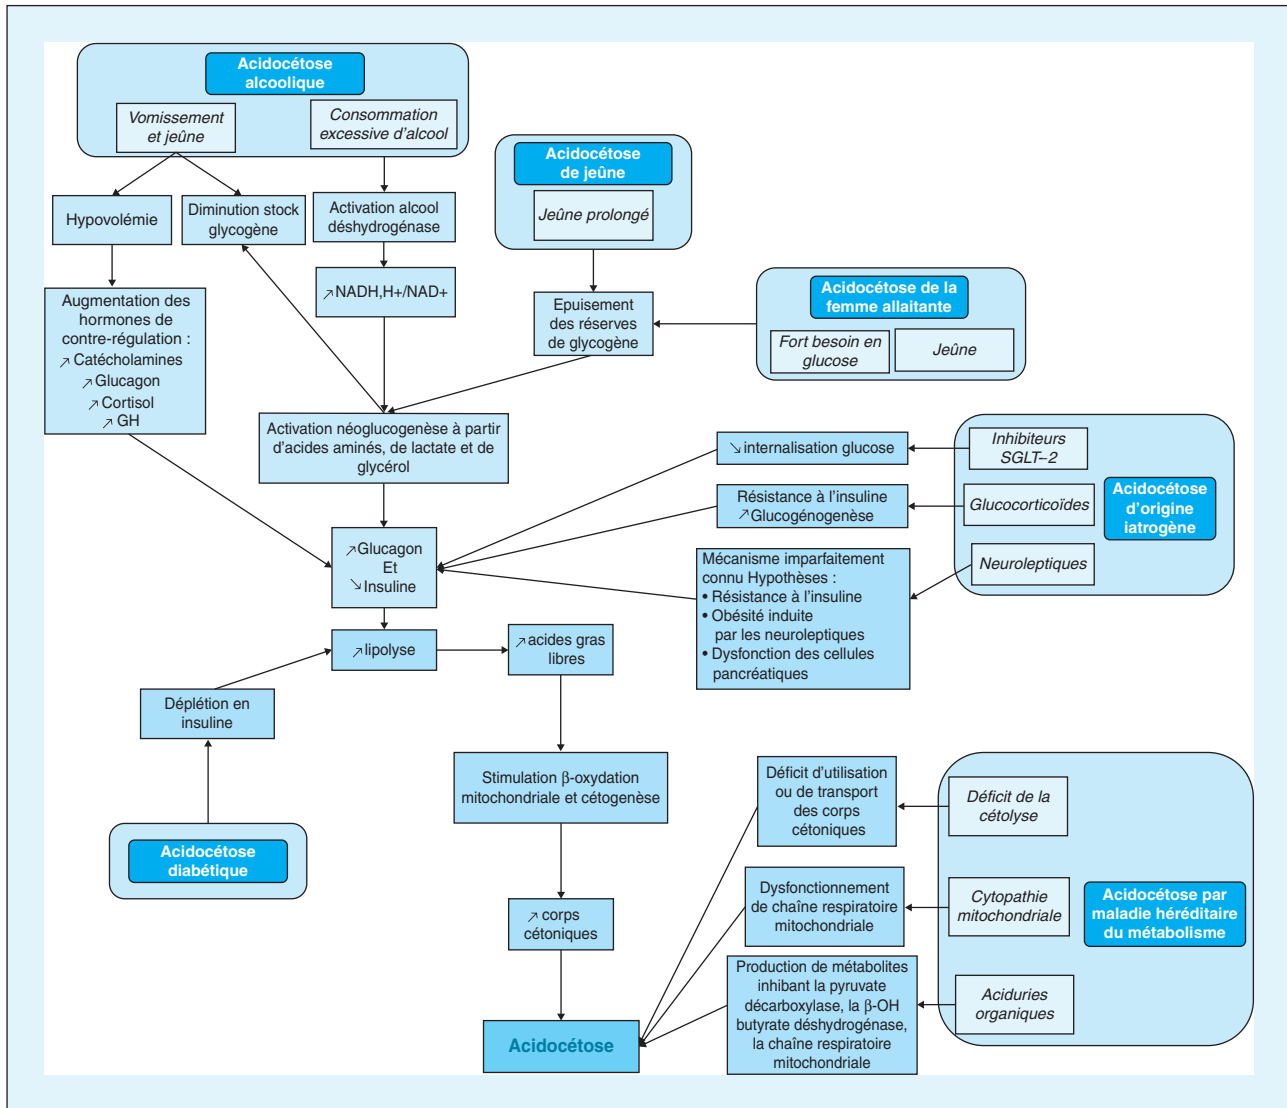 Acidocétose
alcoolique
Vomissement
et jeûne
Consommation
excessive d'alcool
Acidocétose
de jeûne
Jeûne prolongé
Hypovolémie
Diminution stock
glycogène
Activation alcool
déshydrogénase
↗NADH,H+/NAD+
Epuisement
des réserves
de glycogène
Acidocétose de la
femme allaitante
Fort besoin en
glucose
Jeûne
Augmentation des
hormones de
contre-régulation :
↗Catécholamines
↗Glucagon
↗Cortisol
↗GH
Activation néoglucogenèse à partir
d'acides aminés, de lactate et de
glycérol
↘internalisation glucose
Inhibiteurs
SGLT–2
Résistance à l'insuline
↗Glucogénogenèse
Glucocorticoïdes
Acidocétose
d'origine
iatrogène
Neuroleptiques
Mécanisme imparfaitement
connu Hypothèses :
• Résistance à l'insuline
• Obésité induite
par les neuroleptiques
• Dysfonction des cellules
pancréatiques
↗Glucagon
Et
↘Insuline
↗lipolyse
↗acides gras
libres
Déplétion en
insuline
Acidocétose
diabétique
Stimulation β-oxydation
mitochondriale et cétogenèse
↗ corps
cétoniques
Acidocétose
Déficit d'utilisation
ou de transport
des corps
cétoniques
Déficit de la
cétolyse
Dysfonctionnement
de chaîne respiratoire
mitochondriale
Cytopathie
mitochondriale
Acidocétose par
maladie héréditaire
du métabolisme
Production de métabolites
inhibant la pyruvate
décarboxylase, la β-OH
butyrate déshydrogénase,
la chaîne respiratoire
mitochondriale
Aciduries
organiques